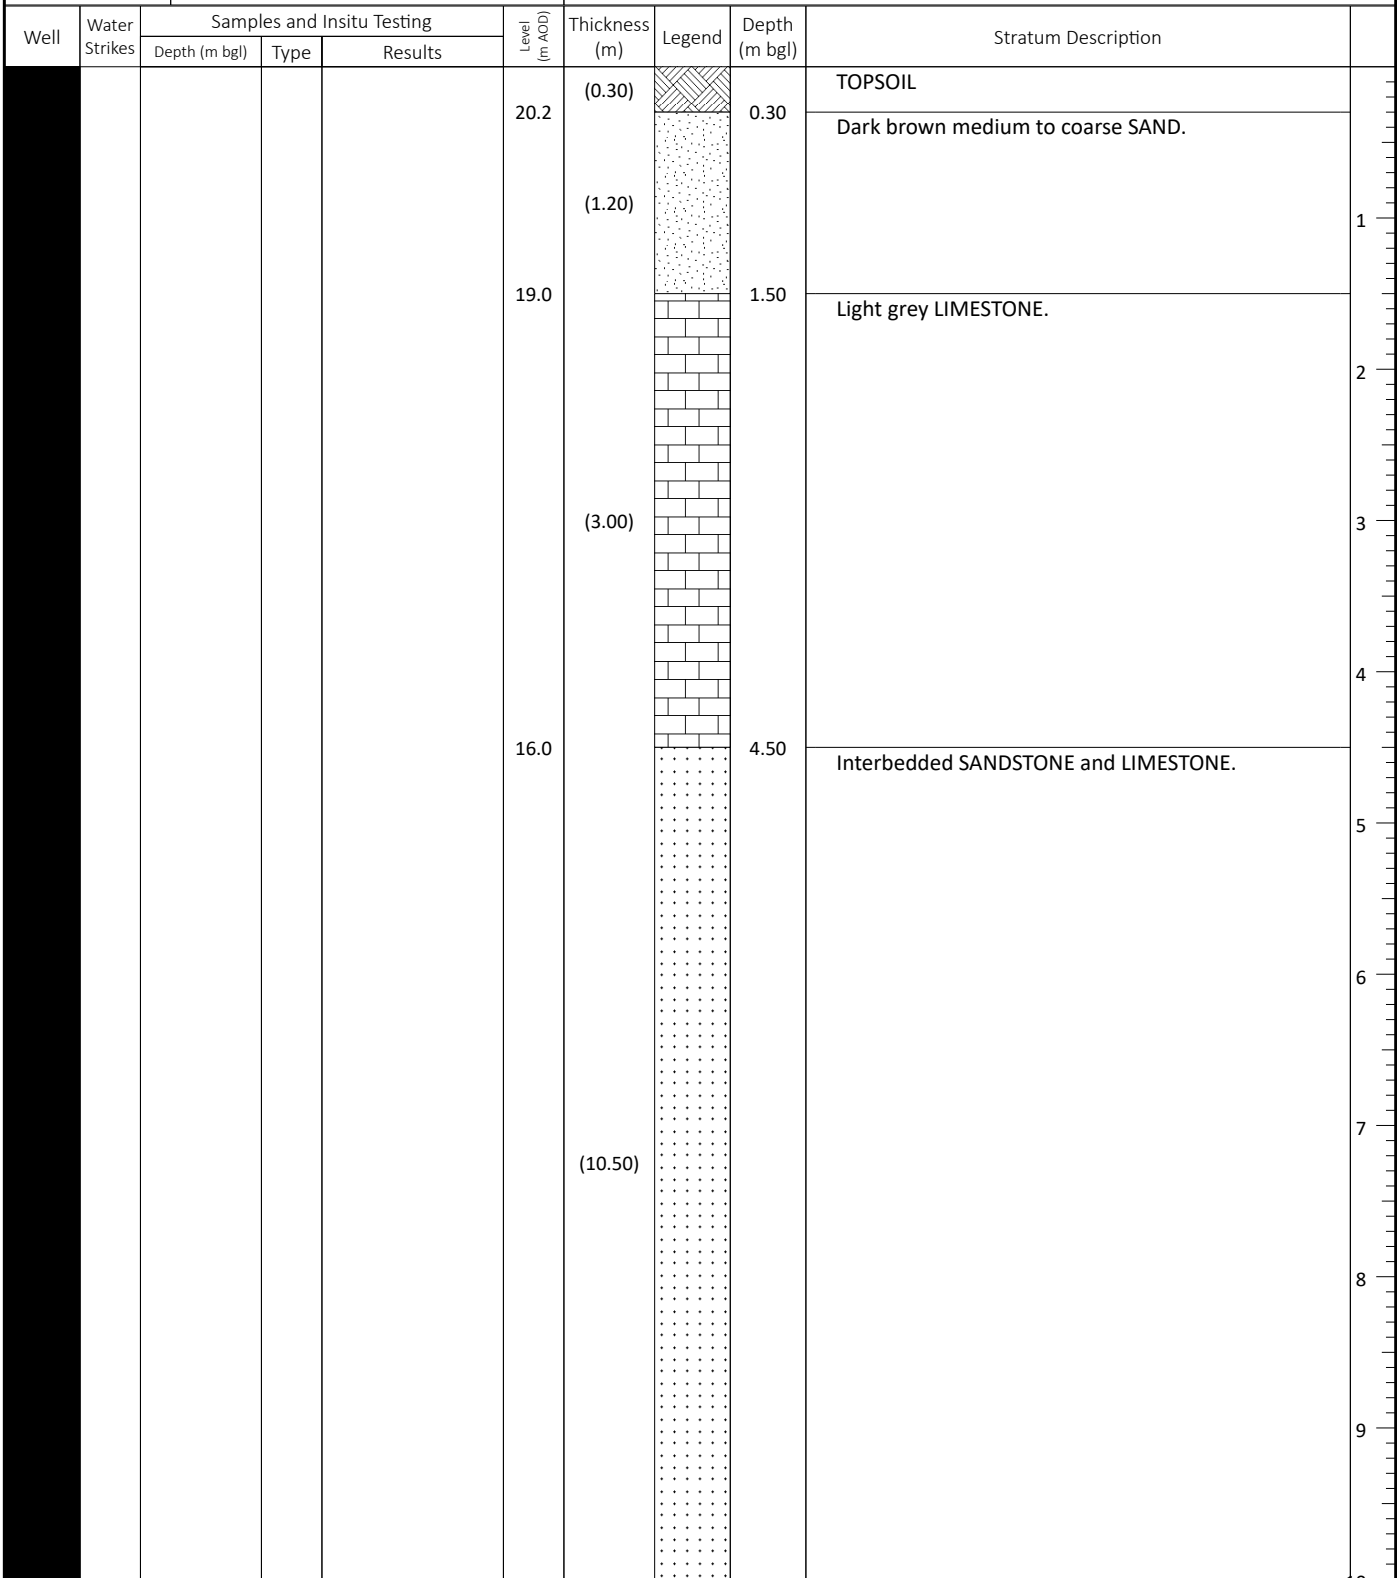 Well
Water
Strikes
Samples and Insitu Testing
Depth (m bgl)
Type
Results
Level
(m AOD)
Thickness
(m)
Legend
Depth
(m bgl)
Stratum Description
(0.30)
TOPSOIL
20.2
0.30
Dark brown medium to coarse SAND.
(1.20)
1
19.0
1.50
Light grey LIMESTONE.
2
(3.00)
3
4
16.0
4.50
Interbedded SANDSTONE and LIMESTONE.
5
6
7
(10.50)
8
9